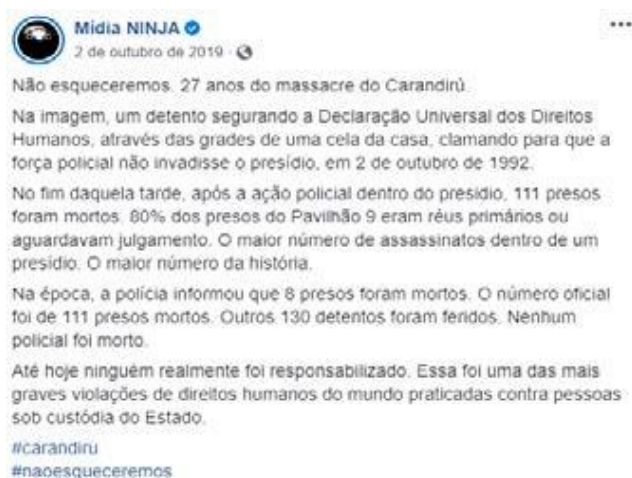 Mídia NINJA
2 de outubro de 2019 ·
Não esqueceremos. 27 anos do massacre do Carandirú.
Na imagem, um detento segurando a Declaração Universal dos Direitos
Humanos, através das grades de uma cela da casa, clamando para que a
força policial não invadisse o presídio, em 2 de outubro de 1992.
No fim daquela tarde, após a ação policial dentro do presidio, 111 presos
foram mortos. 80% dos presos do Pavilhão 9 eram réus primários ou
aguardavam julgamento. O maior número de assassinatos dentro de um
presídio. O maior número da história.
Na época, a polícia informou que 8 presos foram mortos. O número oficial
foi de 111 presos mortos. Outros 130 detentos foram feridos. Nenhum
policial foi morto.
Até hoje ninguém realmente foi responsabilizado. Essa foi uma das mais
graves violações de direitos humanos do mundo praticadas contra pessoas
sob custódia do Estado.
#carandiru
#naoesqueceremos